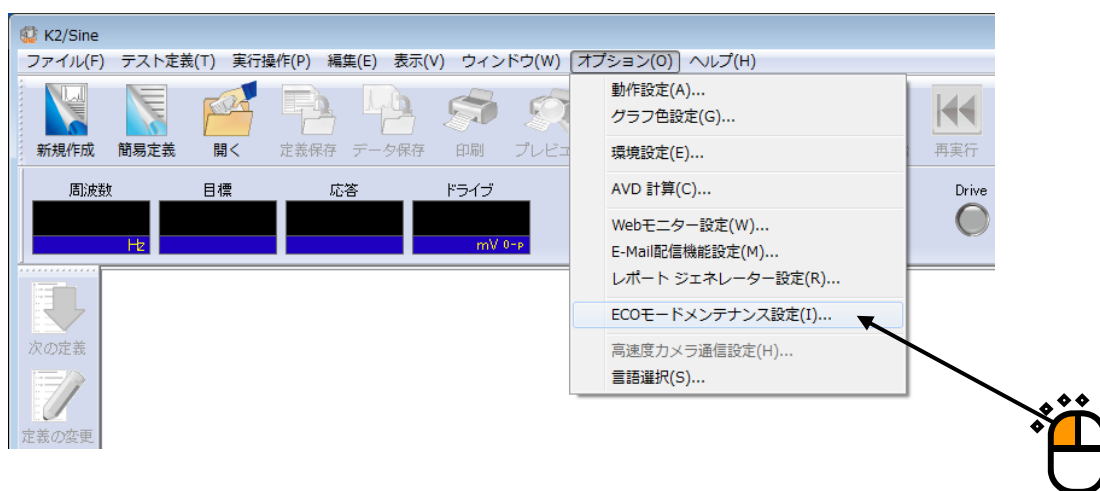 K2/Sine
ファイル(F) テスト定義(T) 実行操作(P) 編集(E) 表示(V) ウィンドウ(W) オプション(O) ヘルプ(H)
新規作成 簡易定義 開く 定義保存 データ保存 印刷 プレビュ 再実行
動作設定(A)...
グラフ色設定(G)...
環境設定(E)...
AVD 計算(C)...
Webモニター設定(W)...
E-Mail配信機能設定(M)...
レポート ジェネレーター設定(R)...
ECOモードメンテナンス設定(I)...
高速度カメラ通信設定(H)...
言語選択(S)...
周波数 目標 応答 ドライブ Drive
Hz mV 0-P
次の定義
定義の変更